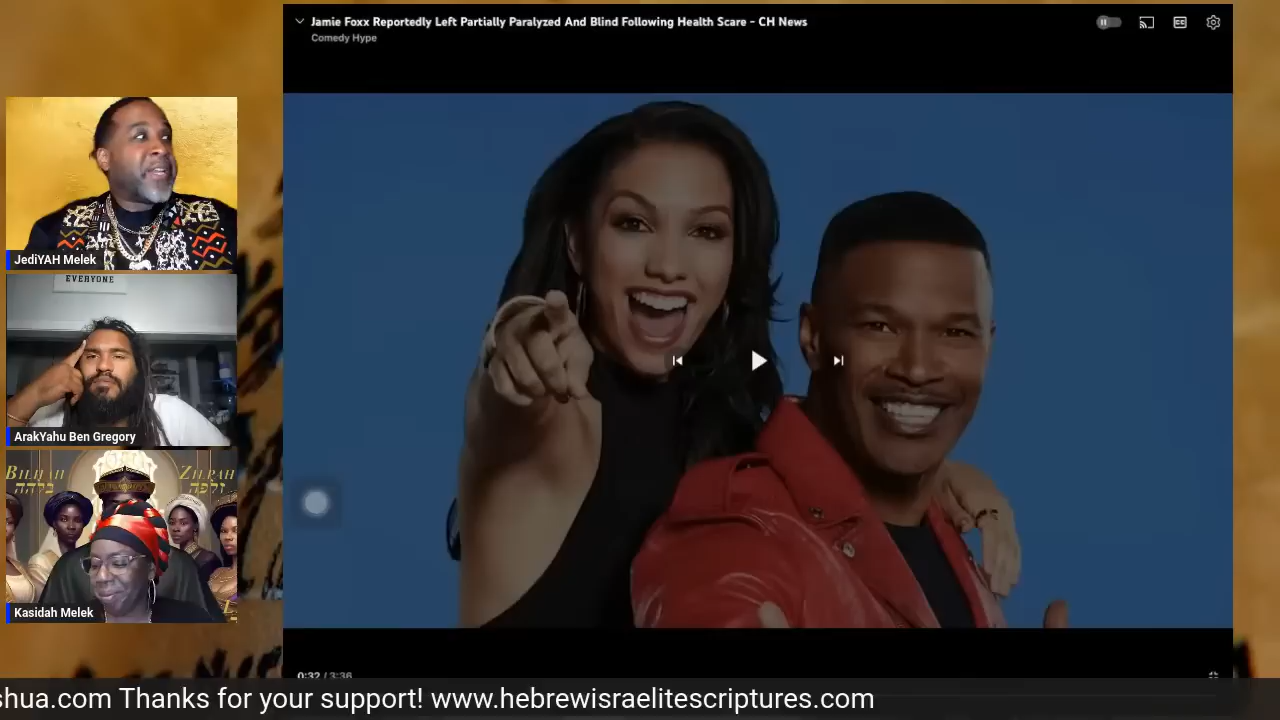 Jamie Foxx Reportedly Left Partially Paralyzed And Blind Following Health Scare - CH News
Comedy Hype
CC
JediYAH Melek
EVERYONE
ArakYahu Ben Gregory
BILHAH
בלהה
ZILPAH
זלפה
Kasidah Melek
0:32 / 3:36
shua.com Thanks for your support! www.hebrewisraelitescriptures.com